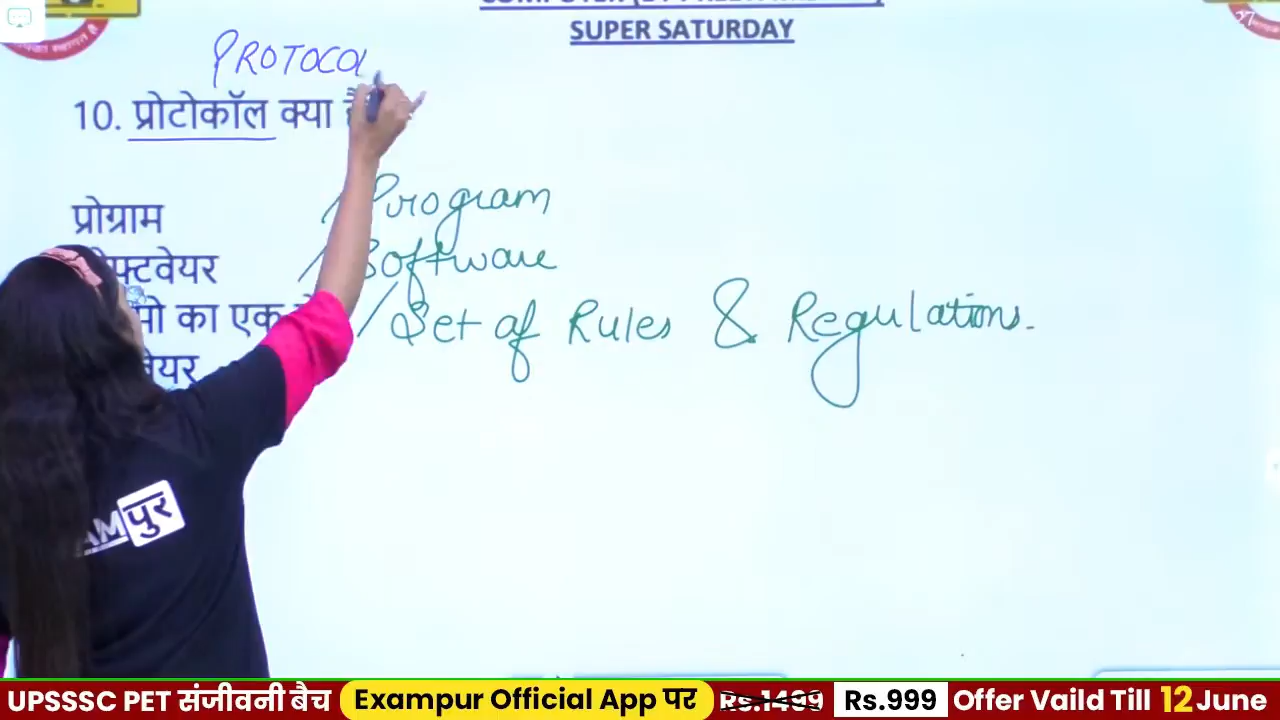 SUPER SATURDAY
PROTOCOL
10. प्रोटोकॉल क्या
प्रोग्राम Program
Software
का एक Set of Rules & Regulations.
पुर
UPSSSC PET संजीवनी बैच Exampur Official App पर Rs.1499 Rs.999 Offer Vaild Till 12 June